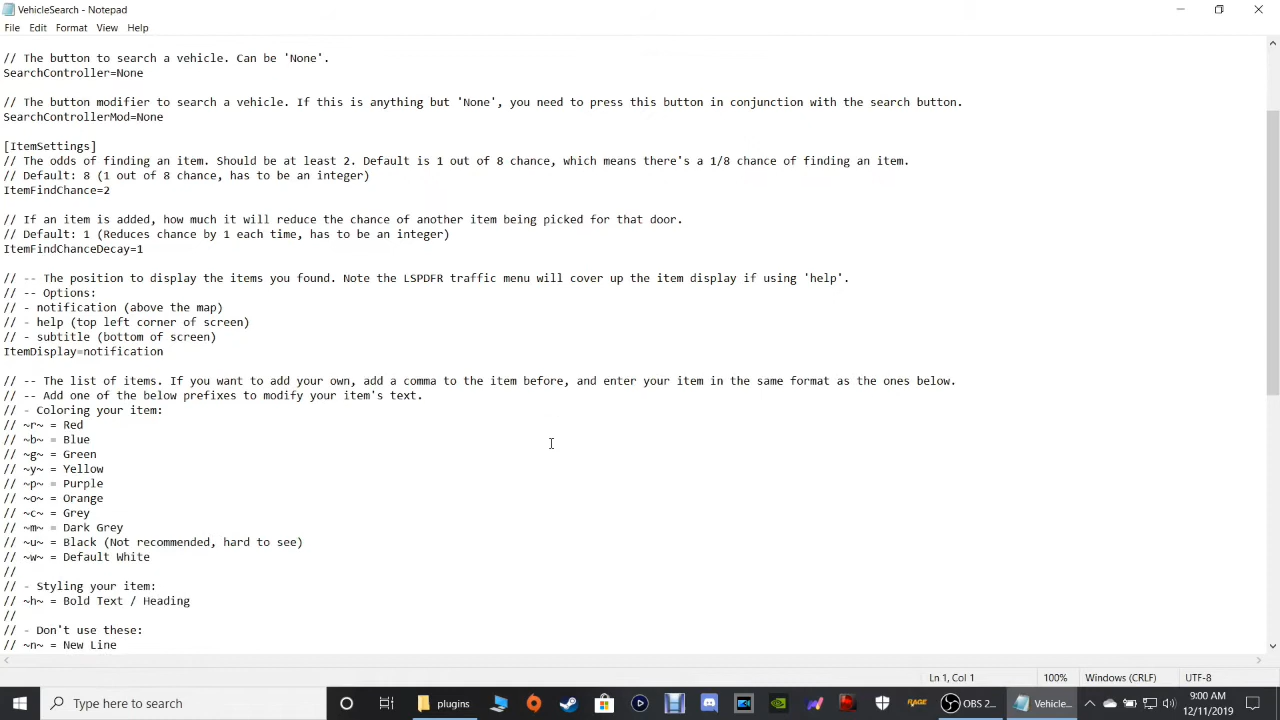 VehicleSearch - Notepad
File Edit Format View Help
// The button to search a vehicle. Can be 'None'.
SearchController=None
// The button modifier to search a vehicle. If this is anything but 'None', you need to press this button in conjunction with the search button.
SearchControllerMod=None
[ItemSettings]
// The odds of finding an item. Should be at least 2. Default is 1 out of 8 chance, which means there's a 1/8 chance of finding an item.
// Default: 8 (1 out of 8 chance, has to be an integer)
ItemFindChance=2
// If an item is added, how much it will reduce the chance of another item being picked for that door.
// Default: 1 (Reduces chance by 1 each time, has to be an integer)
ItemFindChanceDecay=1
// -- The position to display the items you found. Note the LSPDFR traffic menu will cover up the item display if using 'help'.
// -- Options:
// - notification (above the map)
// - help (top left corner of screen)
// - subtitle (bottom of screen)
ItemDisplay=notification
// -- The list of items. If you want to add your own, add a comma to the item before, and enter your item in the same format as the ones below.
// -- Add one of the below prefixes to modify your item's text.
// - Coloring your item:
// ~r~ = Red
// ~b~ = Blue
// ~g~ = Green
// ~y~ = Yellow
// ~p~ = Purple
// ~o~ = Orange
// ~c~ = Grey
// ~m~ = Dark Grey
// ~u~ = Black (Not recommended, hard to see)
// ~w~ = Default White
//
// - Styling your item:
// ~h~ = Bold Text / Heading
//
// - Don't use these:
// ~n~ = New Line
Ln 1, Col 1 100% Windows (CRLF) UTF-8
Type here to search plugins RAGE OBS 2... Vehicle... 9:00 AM
12/11/2019